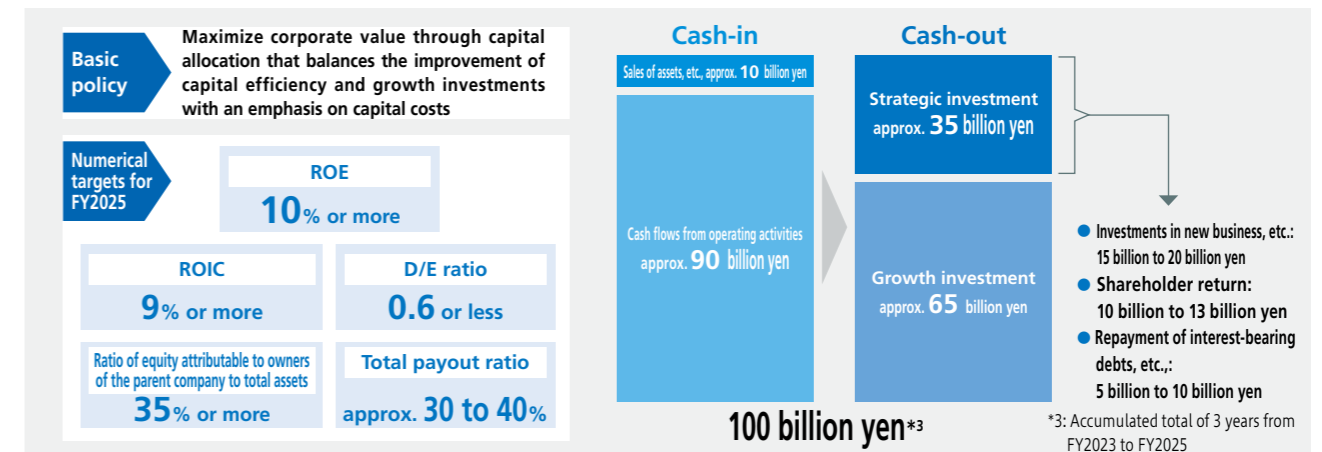 Basic
policy
Maximize corporate value through capital
allocation that balances the improvement of
capital efficiency and growth investments
with an emphasis on capital costs
Numerical
targets for
FY2025
ROE
10% or more
ROIC
9% or more
D/E ratio
0.6 or less
Ratio of equity attributable to owners
of the parent company to total assets
35% or more
Total payout ratio
approx. 30 to 40%
Cash-in
Sales of assets, etc., approx. 10 billion yen
Cash flows from operating activities
approx. 90 billion yen
Cash-out
Strategic investment
approx. 35 billion yen
Growth investment
approx. 65 billion yen
100 billion yen*3
● Investments in new business, etc.:
15 billion to 20 billion yen
● Shareholder return:
10 billion to 13 billion yen
● Repayment of interest-bearing
debts, etc.,:
5 billion to 10 billion yen
*3: Accumulated total of 3 years from
FY2023 to FY2025